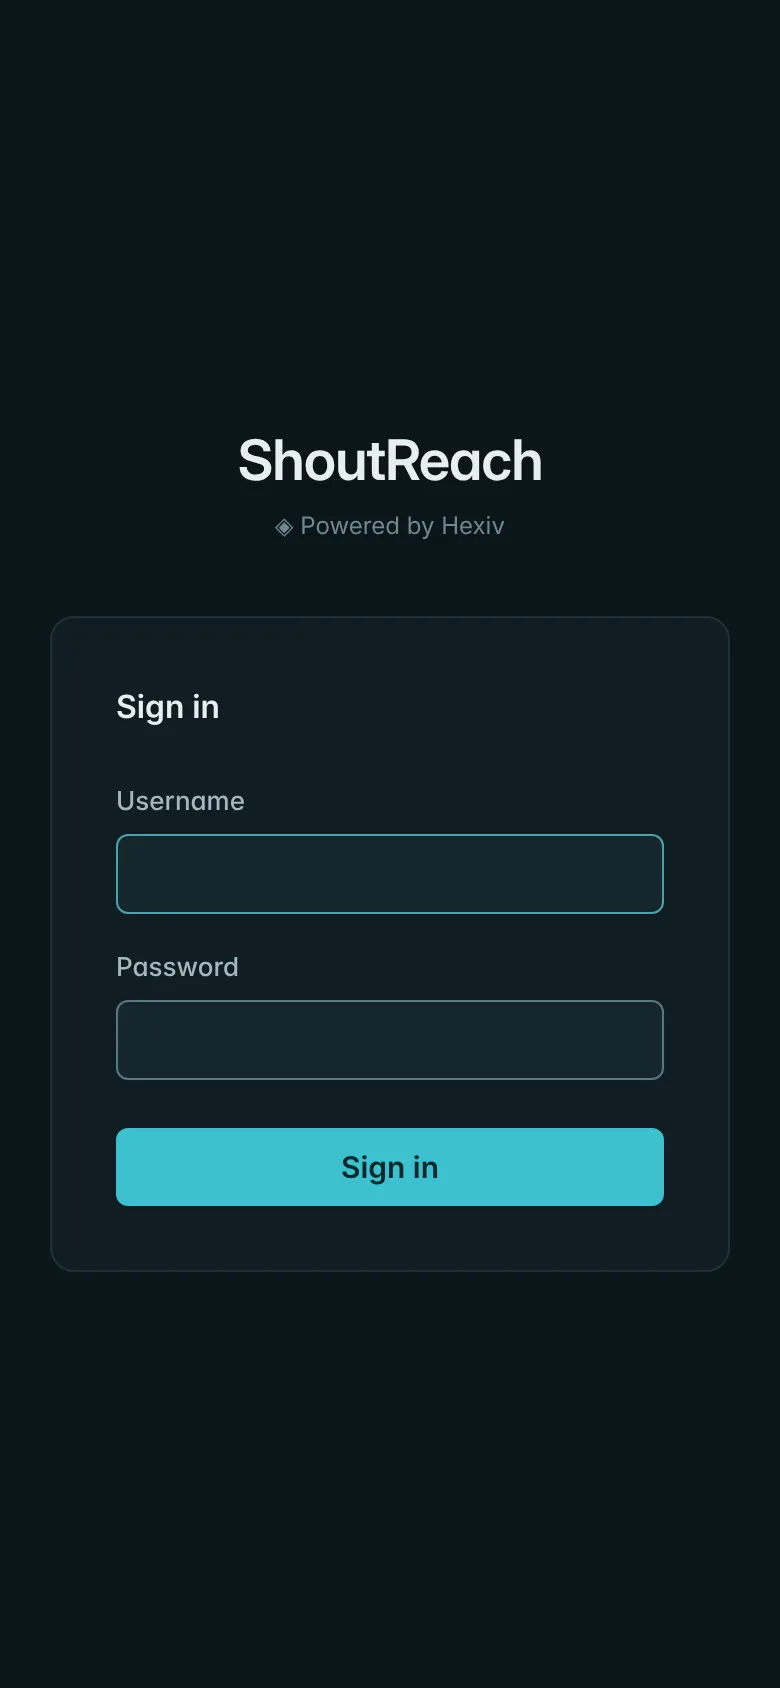 ShoutReach
◈ Powered by Hexiv
Sign in
Username
Password
Sign in